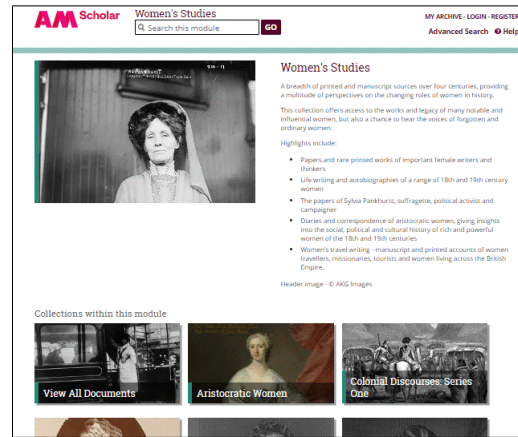 AM Scholar
Women's Studies
Search this module
GO
MY ARCHIVE - LOGIN - REGISTER
Advanced Search
Help
Women's Studies
A breadth of printed and manuscript sources over four centuries, providing
a multitude of perspectives on the changing roles of women in history.
This collection offers access to the works and legacy of many notable and
influential women, but also a chance to hear the voices of forgotten and
ordinary women.
Highlights include:
Papers and rare printed works of important female writers and
thinkers
Life writing and autobiographies of a range of 18th and 19th century
women
The papers of Sylvia Pankhurst, suffragette, political activist and
campaigner
Diaries and correspondence of aristocratic women, giving insights
into the social, political and cultural history of rich and powerful
women of the 18th and 19th centuries
Women's travel writing - manuscript and printed accounts of women
travellers, missionaries, tourists and women living across the British
Empire.
Header image - © AKG Images
Collections within this module
View All Documents
Aristocratic Women
Colonial Discourses: Series
One